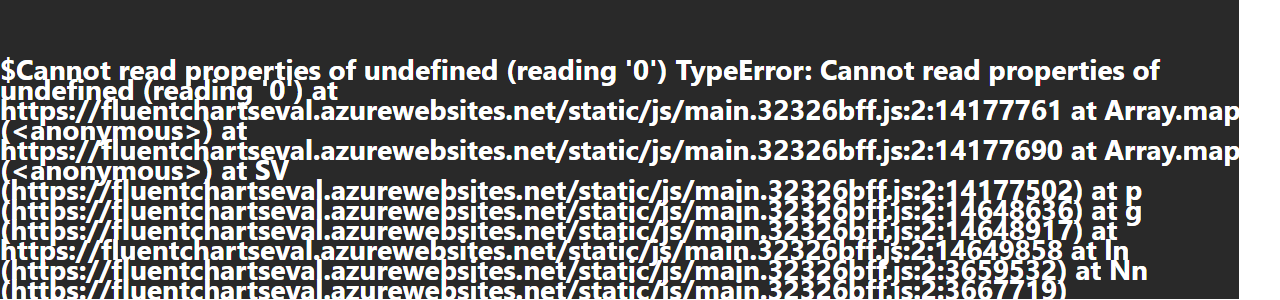 $Cannot read properties of undefined (reading '0') TypeError: Cannot read properties of
undefined (reading '0') at
https://fluentchartseval.azurewebsites.net/static/js/main.32326bff.js:2:14177761 at Array.map
(<anonymous>) at
https://fluentchartseval.azurewebsites.net/static/js/main.32326bff.js:2:14177690 at Array.map
(<anonymous>) at SV
(https://fluentchartseval.azurewebsites.net/static/js/main.32326bff.js:2:14177502) at p
(https://fluentchartseval.azurewebsites.net/static/js/main.32326bff.js:2:14648636) at g
(https://fluentchartseval.azurewebsites.net/static/js/main.32326bff.js:2:14648917) at
https://fluentchartseval.azurewebsites.net/static/js/main.32326bff.js:2:14649858 at In
(https://fluentchartseval.azurewebsites.net/static/js/main.32326bff.js:2:3659532) at Nn
(https://fluentchartseval.azurewebsites.net/static/js/main.32326bff.js:2:3667719)